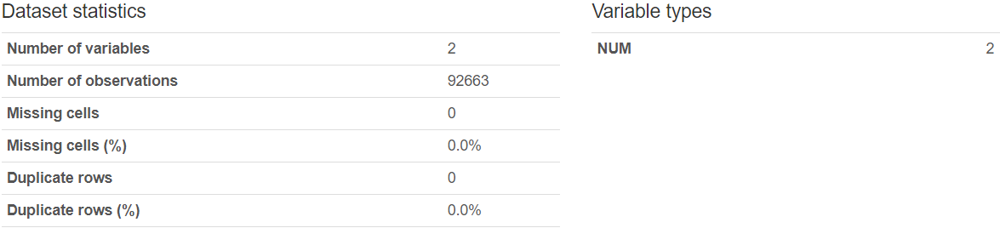 Dataset statistics
Number of variables 2
Number of observations 92663
Missing cells 0
Missing cells (%) 0.0%
Duplicate rows 0
Duplicate rows (%) 0.0%
Variable types
NUM 2